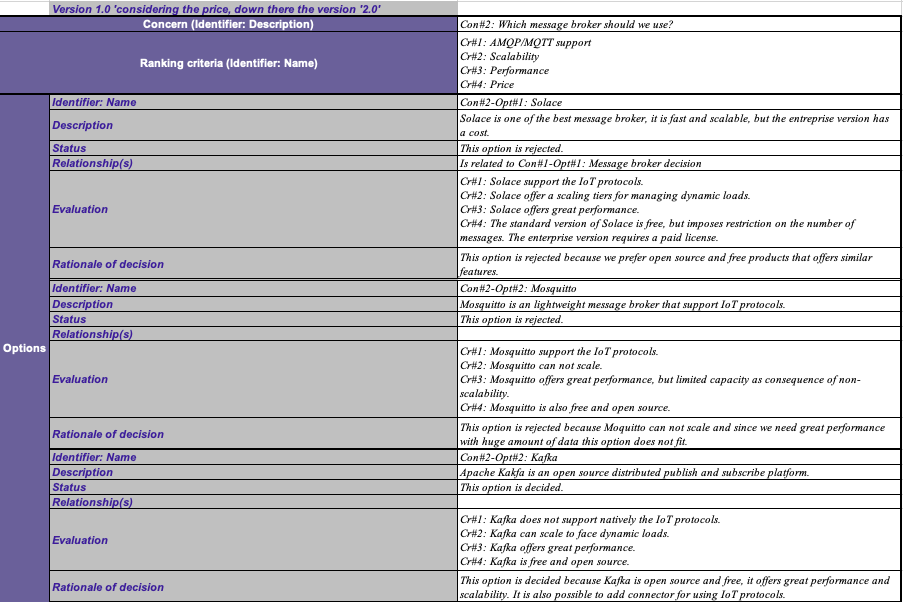 Version 1.0 'considering the price, down there the version '2.0'
Concern (Identifier: Description)
Con#2: Which message broker should we use?
Ranking criteria (Identifier: Name)
Cr#1: AMQP/MQTT support
Cr#2: Scalability
Cr#3: Performance
Cr#4: Price
Options
Identifier: Name
Con#2-Opt#1: Solace
Description
Solace is one of the best message broker, it is fast and scalable, but the entreprise version has
a cost.
Status
This option is rejected.
Relationship(s)
Is related to Con#1-Opt#1: Message broker decision
Evaluation
Cr#1: Solace support the IoT protocols.
Cr#2: Solace offer a scaling tiers for managing dynamic loads.
Cr#3: Solace offers great performance.
Cr#4: The standard version of Solace is free, but imposes restriction on the number of
messages. The enterprise version requires a paid license.
Rationale of decision
This option is rejected because we prefer open source and free products that offers similar
features.
Identifier: Name
Con#2-Opt#2: Mosquitto
Description
Mosquitto is an lightweight message broker that support IoT protocols.
Status
This option is rejected.
Relationship(s)
Evaluation
Cr#1: Mosquitto support the IoT protocols.
Cr#2: Mosquitto can not scale.
Cr#3: Mosquitto offers great performance, but limited capacity as consequence of non-
scalability.
Cr#4: Mosquitto is also free and open source.
Rationale of decision
This option is rejected because Moquitto can not scale and since we need great performance
with huge amount of data this option does not fit.
Identifier: Name
Con#2-Opt#2: Kafka
Description
Apache Kakfa is an open source distributed publish and subscribe platform.
Status
This option is decided.
Relationship(s)
Evaluation
Cr#1: Kafka does not support natively the IoT protocols.
Cr#2: Kafka can scale to face dynamic loads.
Cr#3: Kafka offers great performance.
Cr#4: Kafka is free and open source.
Rationale of decision
This option is decided because Kafka is open source and free, it offers great performance and
scalability. It is also possible to add connector for using IoT protocols.